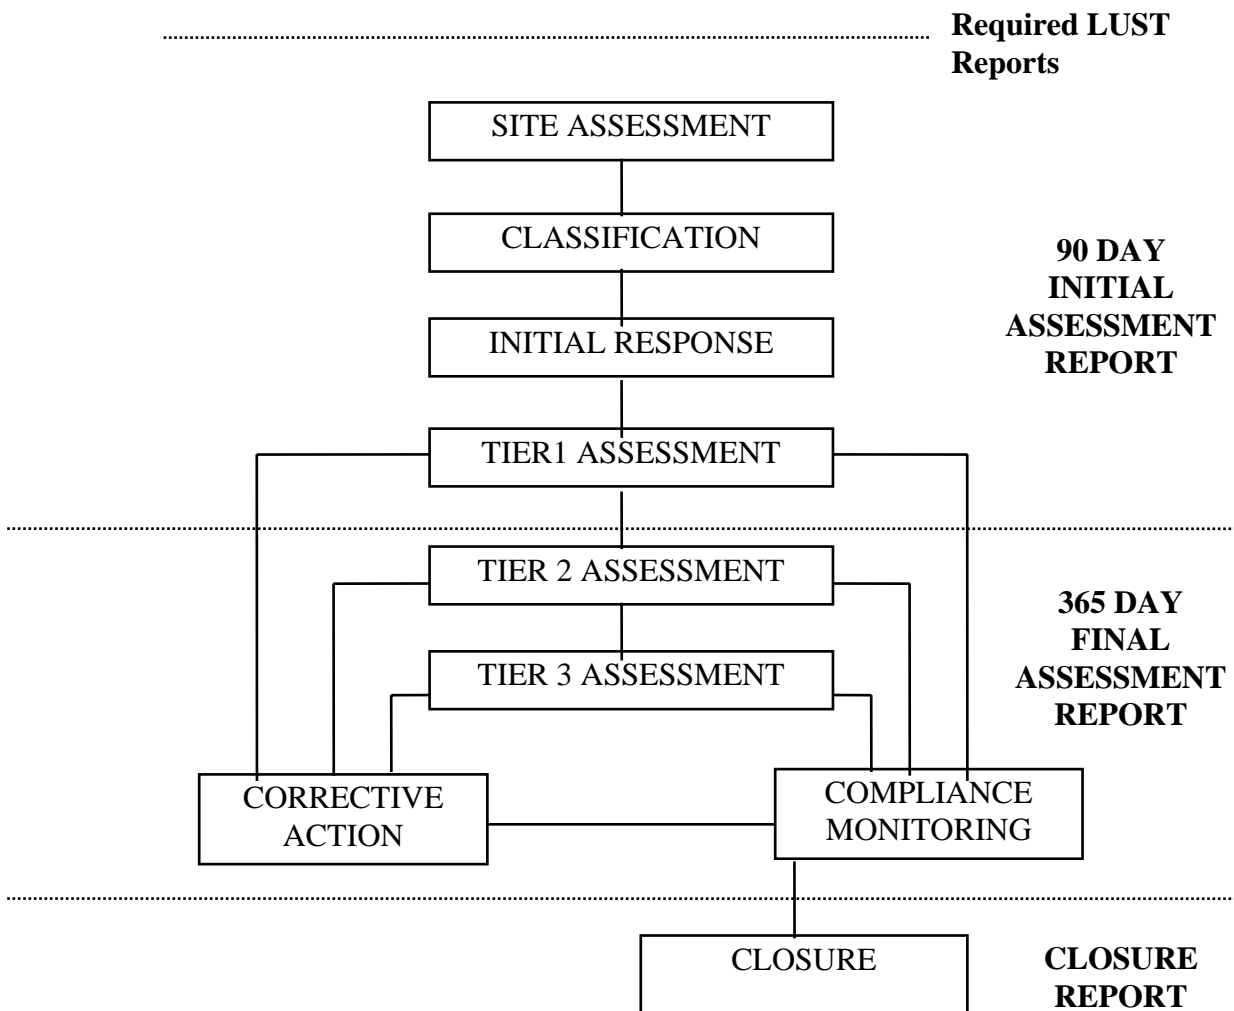 Required LUST
Reports
SITE ASSESSMENT
CLASSIFICATION
90 DAY
INITIAL
ASSESSMENT
REPORT
INITIAL RESPONSE
TIER1 ASSESSMENT
TIER 2 ASSESSMENT
365 DAY
FINAL
ASSESSMENT
REPORT
TIER 3 ASSESSMENT
CORRECTIVE
ACTION
COMPLIANCE
MONITORING
CLOSURE
CLOSURE
REPORT